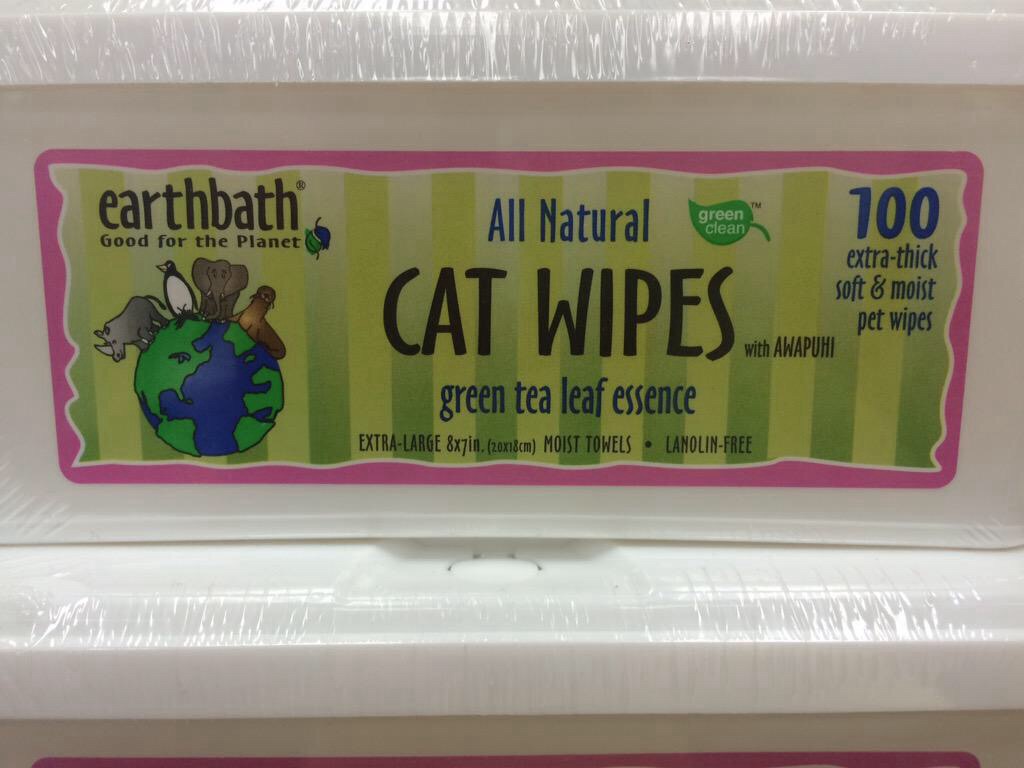 earthbath®
Good for the Planet
All Natural
green clean™
CAT WIPES
with AWAPUHI
green tea leaf essence
EXTRA-LARGE 8x7in. (20x18cm) MOIST TOWELS • LANOLIN-FREE
100
extra-thick
soft & moist
pet wipes